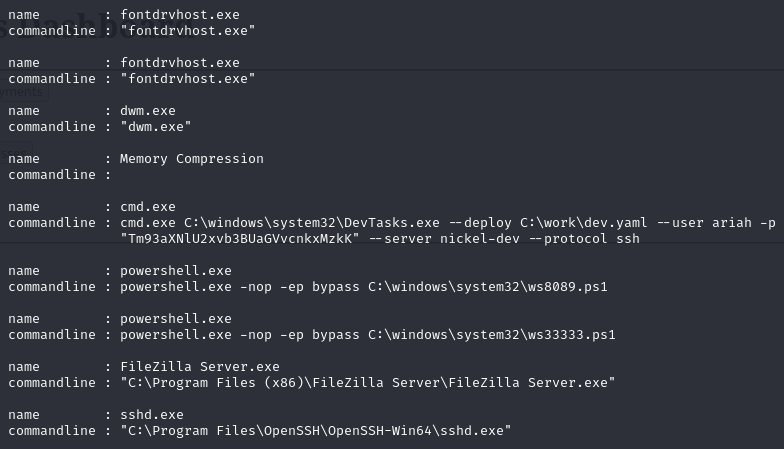 name : fontdrvhost.exe
commandline : "fontdrvhost.exe"
name : fontdrvhost.exe
commandline : "fontdrvhost.exe"
name : dwm.exe
commandline : "dwm.exe"
name : Memory Compression
commandline :
name : cmd.exe
commandline : cmd.exe C:\windows\system32\DevTasks.exe --deploy C:\work\dev.yaml --user ariah -p
"Tm93aXNlU2xvb3BUaGVvcnkxMzkK" --server nickel-dev --protocol ssh
name : powershell.exe
commandline : powershell.exe -nop -ep bypass C:\windows\system32\ws8089.ps1
name : powershell.exe
commandline : powershell.exe -nop -ep bypass C:\windows\system32\ws33333.ps1
name : FileZilla Server.exe
commandline : "C:\Program Files (x86)\FileZilla Server\FileZilla Server.exe"
name : sshd.exe
commandline : "C:\Program Files\OpenSSH\OpenSSH-Win64\sshd.exe"